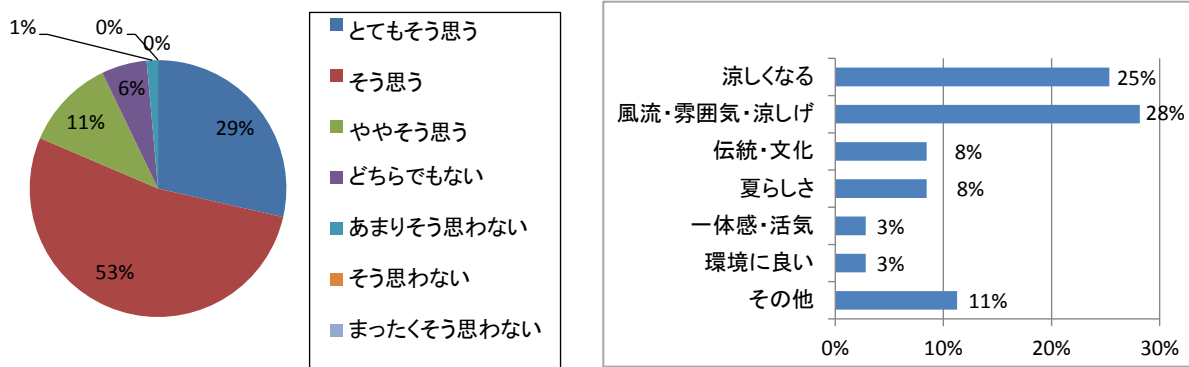 1%
0%
0%
6%
11%
29%
53%
とてもそう思う
そう思う
ややそう思う
どちらでもない
あまりそう思わない
そう思わない
まったくそう思わない
涼しくなる 25%
風流・雰囲気・涼しげ 28%
伝統・文化 8%
夏らしさ 8%
一体感・活気 3%
環境に良い 3%
その他 11%
0% 10% 20% 30%